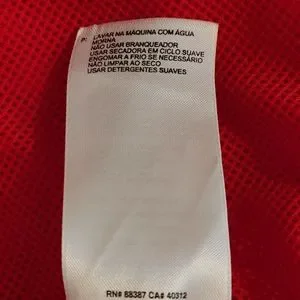 P: LAVAR NA MÁQUINA COM ÁGUA
MORNA
NÃO USAR BRANQUEADOR
USAR SECADORA EM CICLO SUAVE
ENGOMAR A FRIO SE NECESSÁRIO
NÃO LIMPAR AO SECO
USAR DETERGENTES SUAVES
RN# 88387 CA# 40312